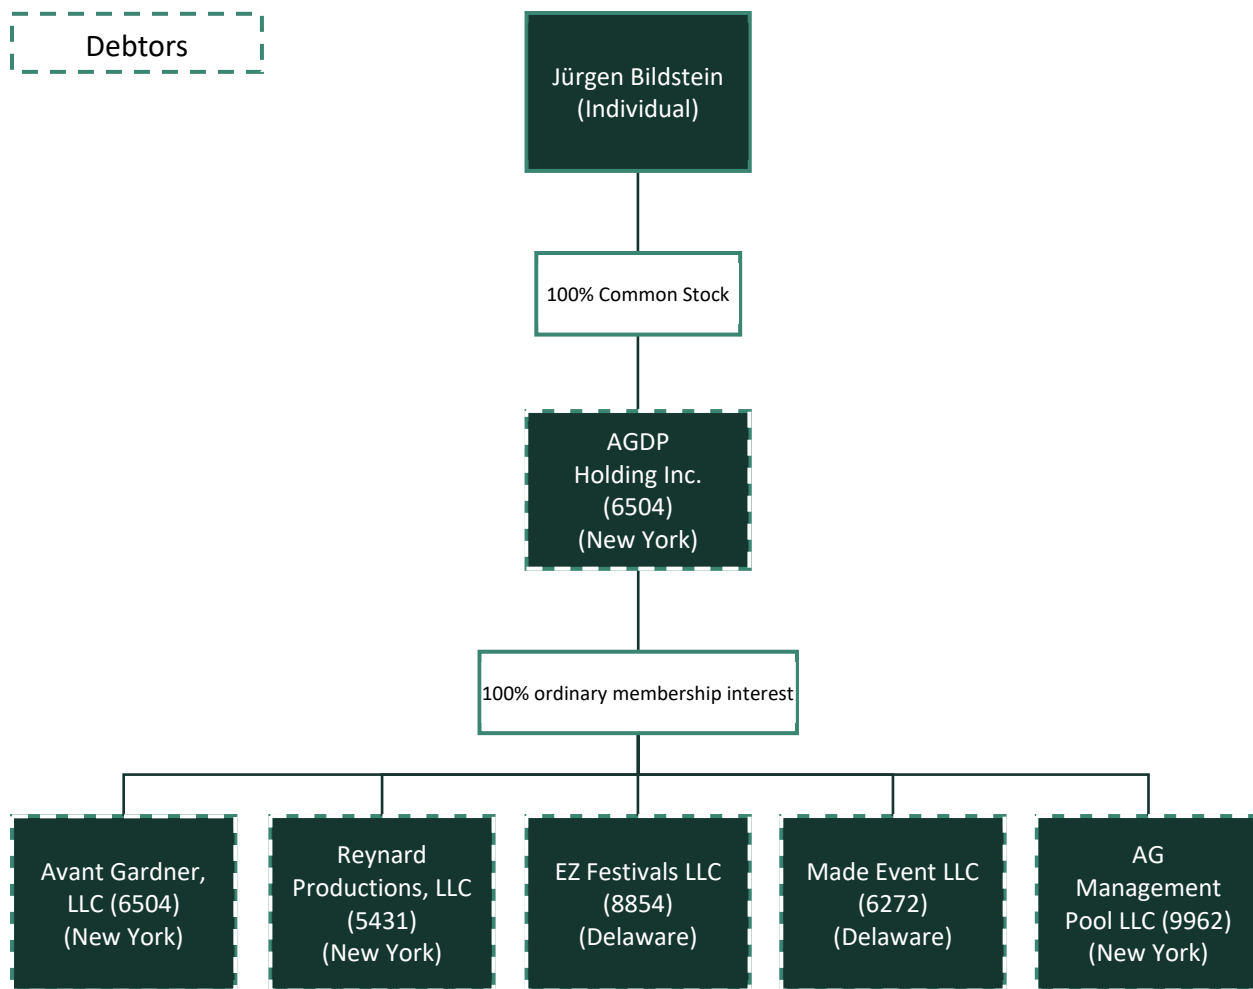 Debtors
Jürgen Bildstein
(Individual)
100% Common Stock
AGDP
Holding Inc.
(6504)
(New York)
100% ordinary membership interest
Avant Gardner,
LLC (6504)
(New York)
Reynard
Productions, LLC
(5431)
(New York)
EZ Festivals LLC
(8854)
(Delaware)
Made Event LLC
(6272)
(Delaware)
AG
Management
Pool LLC (9962)
(New York)